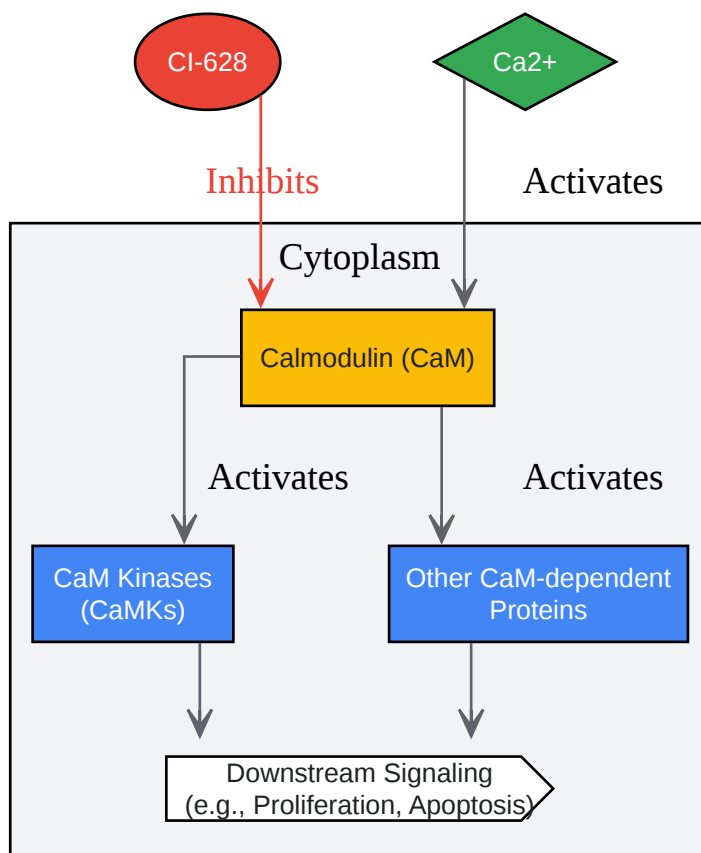 CI-628
Ca2+
Inhibits
Activates
Cytoplasm
Calmodulin (CaM)
Activates
Activates
CaM Kinases
(CaMKs)
Other CaM-dependent
Proteins
Downstream Signaling
(e.g., Proliferation, Apoptosis)